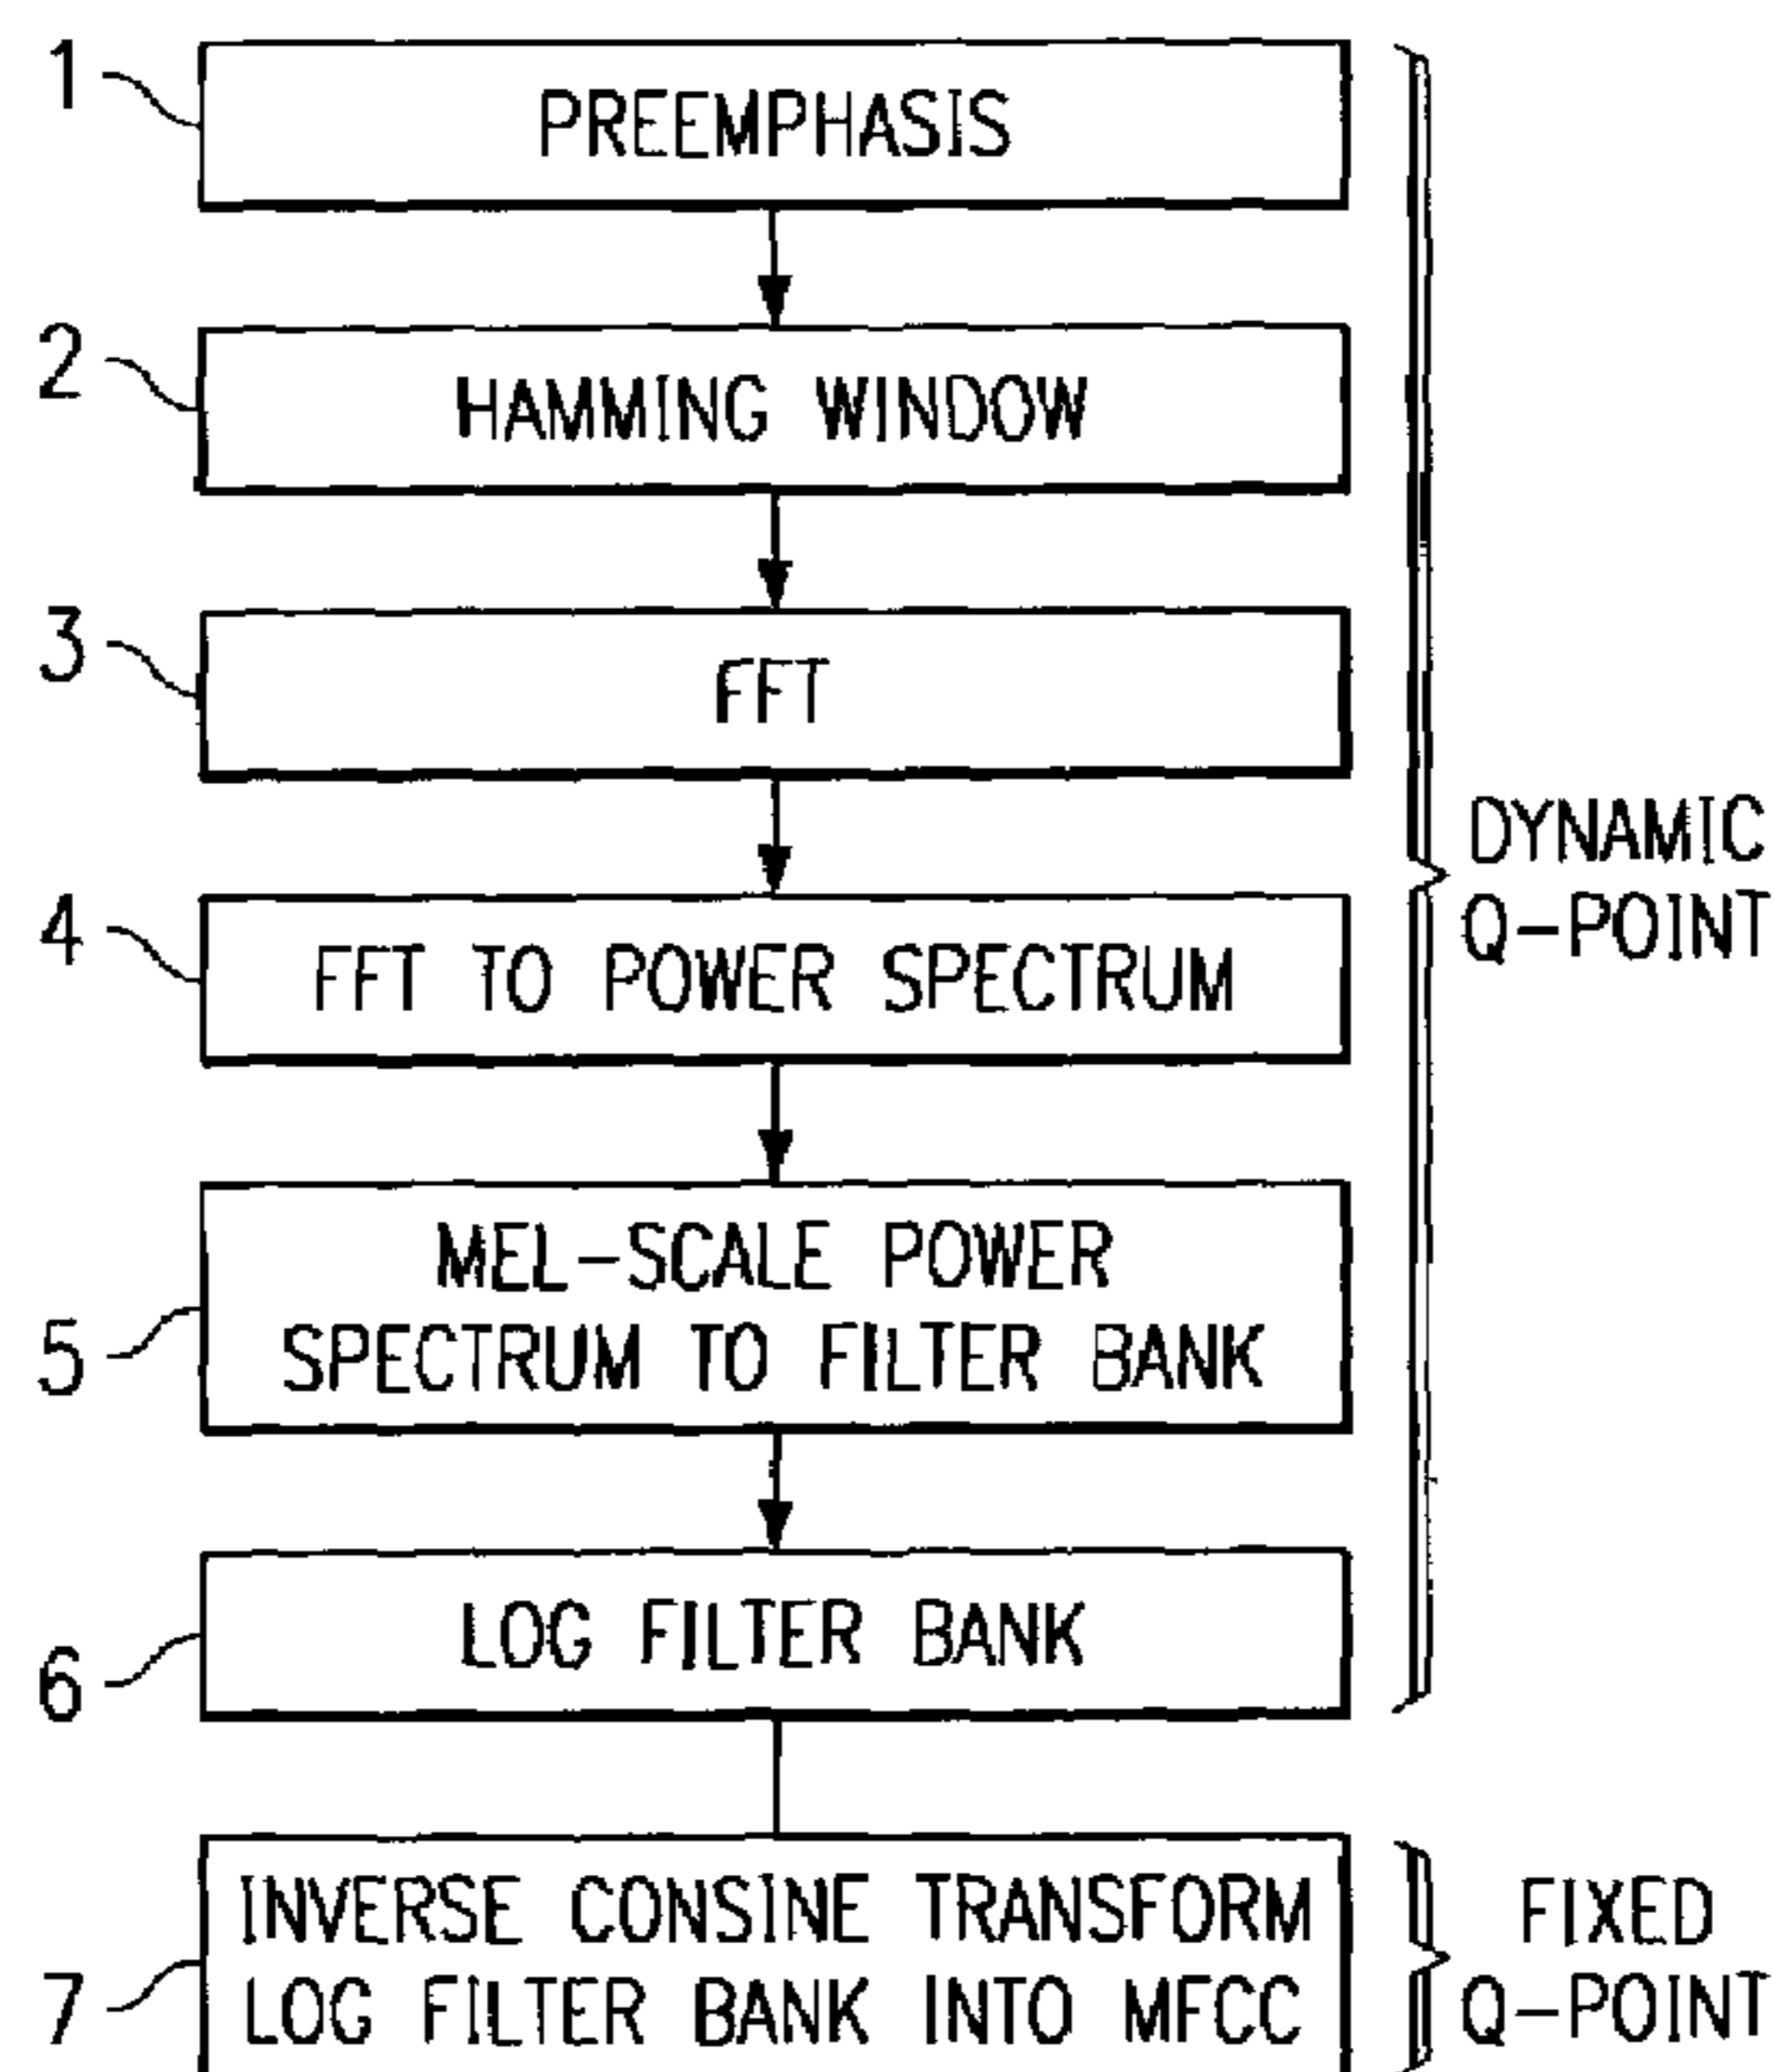 1
PREEMPHASIS
2
HAMMING WINDOW
3
FFT
DYNAMIC
Q-POINT
4
FFT TO POWER SPECTRUM
5
MEL-SCALE POWER
SPECTRUM TO FILTER BANK
6
LOG FILTER BANK
7
INVERSE CONSINE TRANSFORM
LOG FILTER BANK INTO MFCC
FIXED
Q-POINT